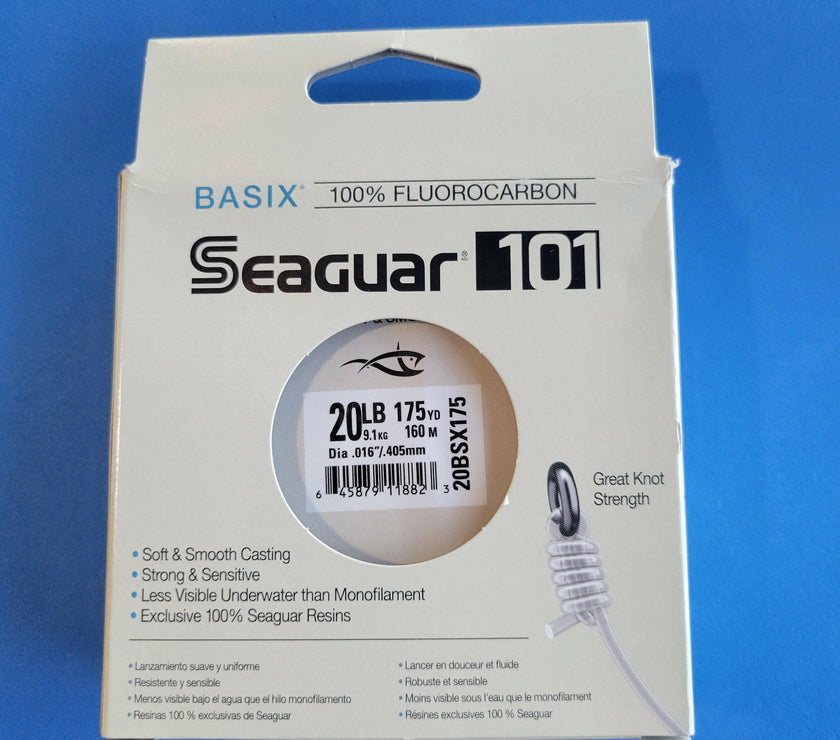 BASIX® 100% FLUOROCARBON
Seaguar® 101
20LB 175YD
9.1KG 160 M
Dia .016"/.405mm
20BSX175
6 45879 11882 3
Great Knot
Strength
• Soft & Smooth Casting
• Strong & Sensitive
• Less Visible Underwater than Monofilament
• Exclusive 100% Seaguar Resins
• Lanzamiento suave y uniforme
• Resistente y sensible
• Menos visible bajo el agua que el hilo monofilamento
• Resinas 100 % exclusivas de Seaguar
• Lancer en douceur et fluide
• Robuste et sensible
• Moins visible sous l'eau que le monofilament
• Résines exclusives 100 % Seaguar